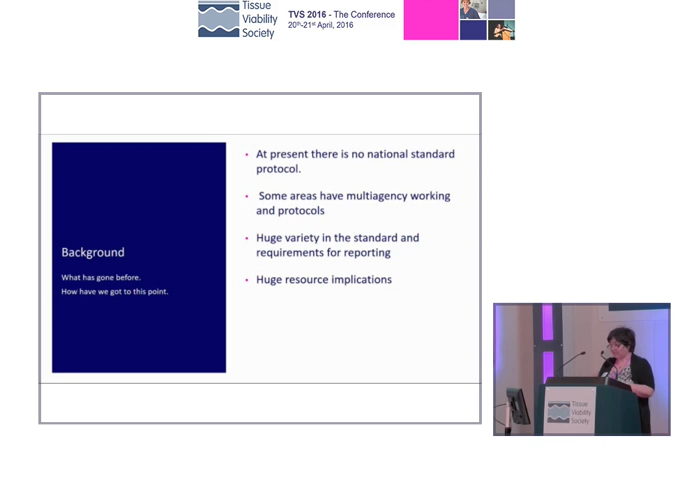 Tissue
Viability
Society
TVS 2016 - The Conference
20th-21st April, 2016
• At present there is no national standard
protocol.
• Some areas have multiagency working
and protocols
• Huge variety in the standard and
requirements for reporting
• Huge resource implications
Background
What has gone before.
How have we got to this point.
Tissue
Viability
Society